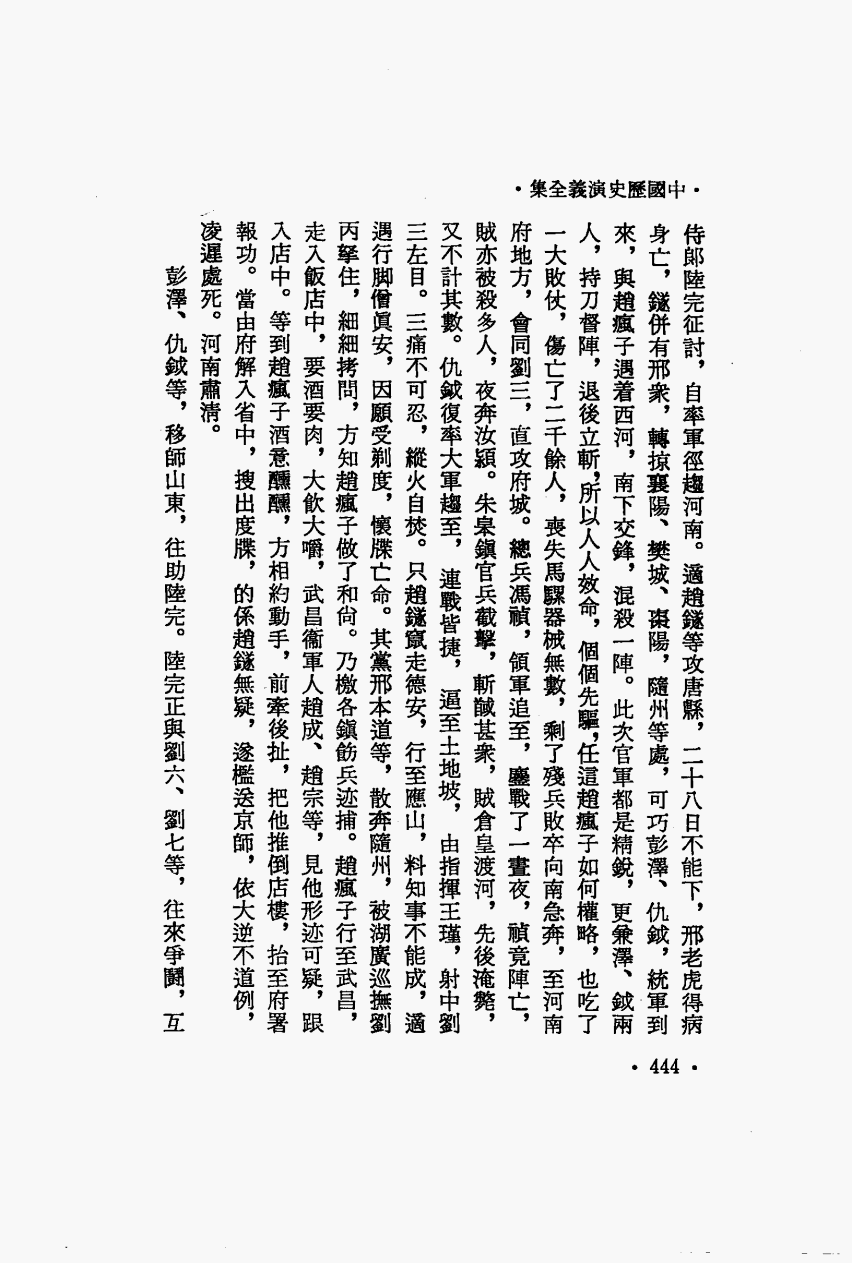 ·中國歷史演義全集·
侍郞陸完征討，自率軍徑趨河南。適趙鐩等攻唐縣，二十八日不能下，邢老虎得病
身亡，鐩併有邢衆，轉掠襄陽、樊城、棗陽，隨州等處，可巧彭澤、仇鉞，統軍到
來，與趙瘋子遇着西河，南下交鋒，混殺一陣。此次官軍都是精銳，更兼澤、鉞兩
人，持刀督陣，退後立斬，所以人人效命，個個先驅，任這趙瘋子如何權略，也吃了
一大敗仗，傷亡了二千餘人，喪失馬騾器械無數，剩了殘兵敗卒向南急奔，至河南
府地方，會同劉三，直攻府城。總兵馮禎，領軍追至，鏖戰了一晝夜，禎竟陣亡，
賊亦被殺多人，夜奔汝潁。朱皋鎭官兵截擊，斬馘甚衆，賊倉皇渡河，先後淹斃，
又不計其數。仇鉞復率大軍趨至，連戰皆捷，逼至土地坡，由指揮王瑾，射中劉
三左目。三痛不可忍，縱火自焚。只趙鐩竄走德安，行至應山，料知事不能成，適
遇行脚僧眞安，因願受剃度，懷牒亡命。其黨邢本道等，散奔隨州，被湖廣巡撫劉
丙拏住，細細拷問，方知趙瘋子做了和尙。乃檄各鎭飭兵迹捕。趙瘋子行至武昌，
走入飯店中，要酒要肉，大飲大嚼，武昌衞軍人趙成、趙宗等，見他形迹可疑，跟
入店中。等到趙瘋子酒意醺醺，方相約動手，前牽後扯，把他推倒店樓，抬至府署
報功。當由府解入省中，搜出度牒，的係趙鐩無疑，遂檻送京師，依大逆不道例，
凌遲處死。河南肅淸。
彭澤、仇鉞等，移師山東，往助陸完。陸完正與劉六、劉七等，往來爭鬭，互
·444·